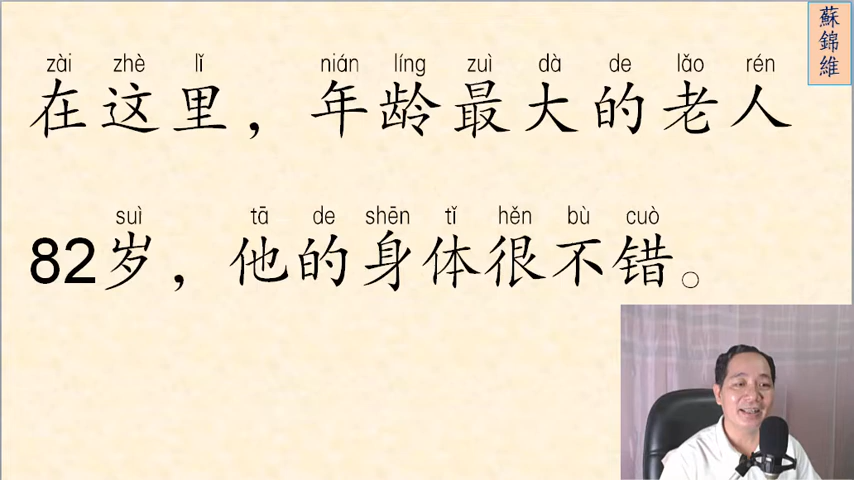 蘇錦維
zài zhè lǐ nián líng zuì dà de lǎo rén
在这里，年龄最大的老人
suì tā de shēn tǐ hěn bù cuò
82岁，他的身体很不错。